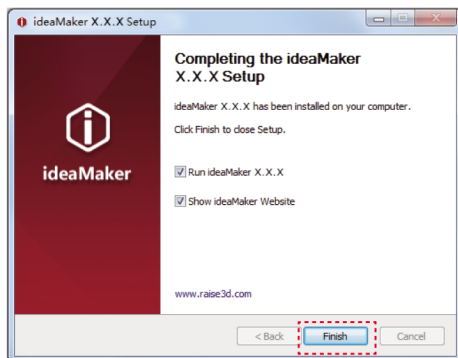 ideaMaker X.X.X Setup
Completing the ideaMaker
X.X.X Setup
ideaMaker X.X.X has been installed on your computer.
Click Finish to close Setup.
ideaMaker
Run ideaMaker X.X.X
Show ideaMaker Website
www.raise3d.com
< Back
Finish
Cancel